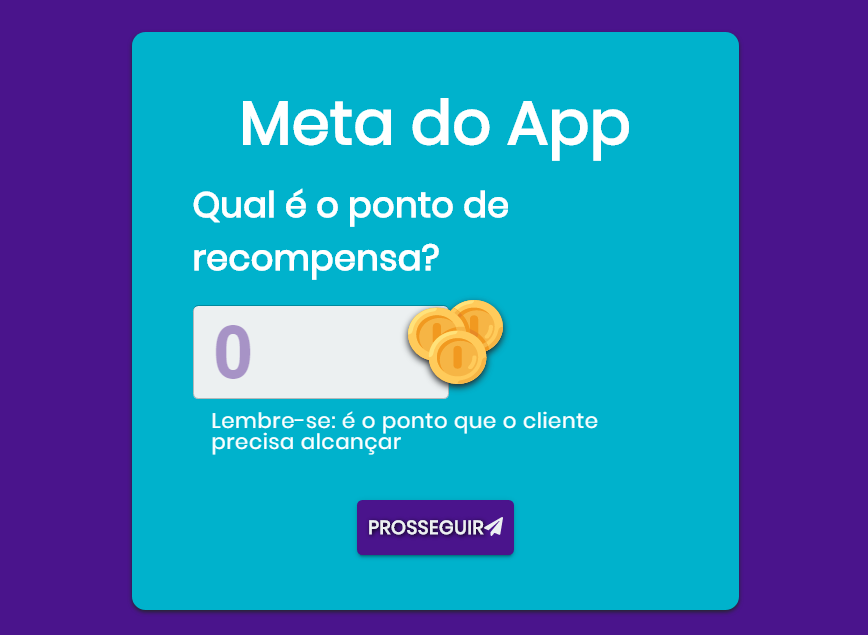 Meta do App
Qual é o ponto de
recompensa?
0
Lembre-se: é o ponto que o cliente
precisa alcançar
PROSSEGUIR